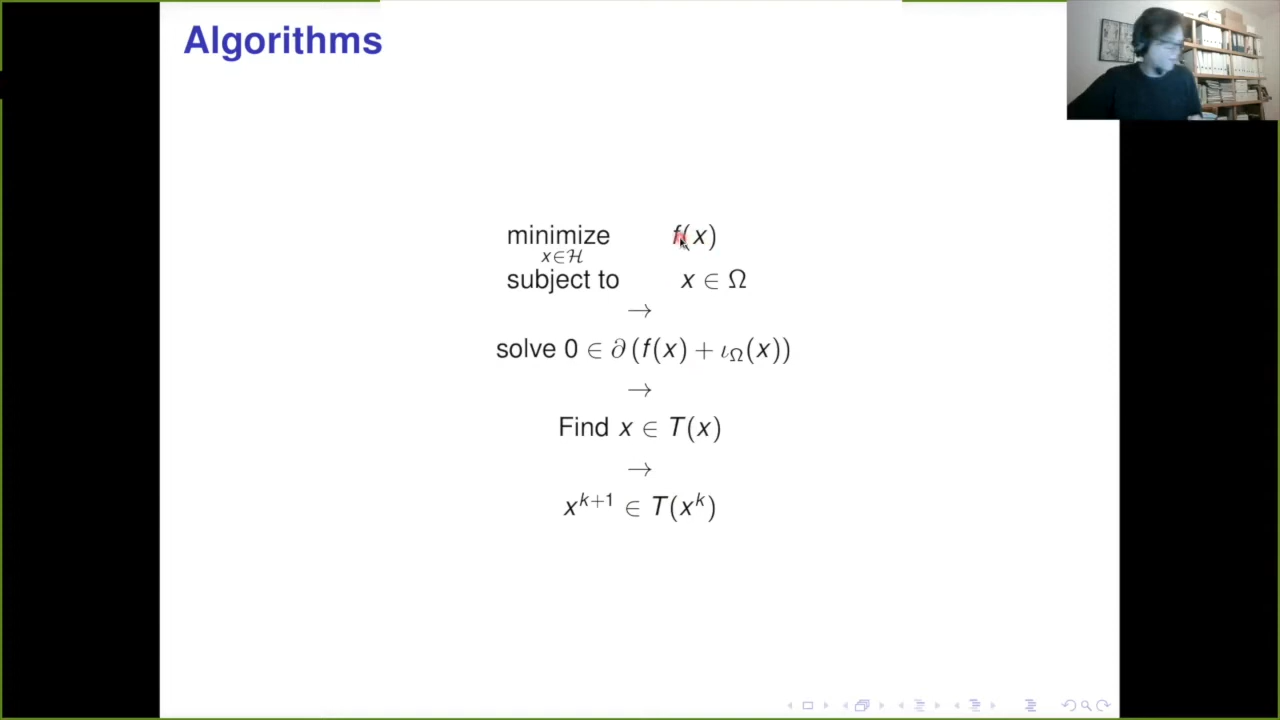 Algorithms
minimize f(x)
x∈ℋ
subject to x ∈ Ω
→
solve 0 ∈ ∂ (f(x) + ι_Ω(x))
→
Find x ∈ T(x)
→
x^{k+1} ∈ T(x^k)